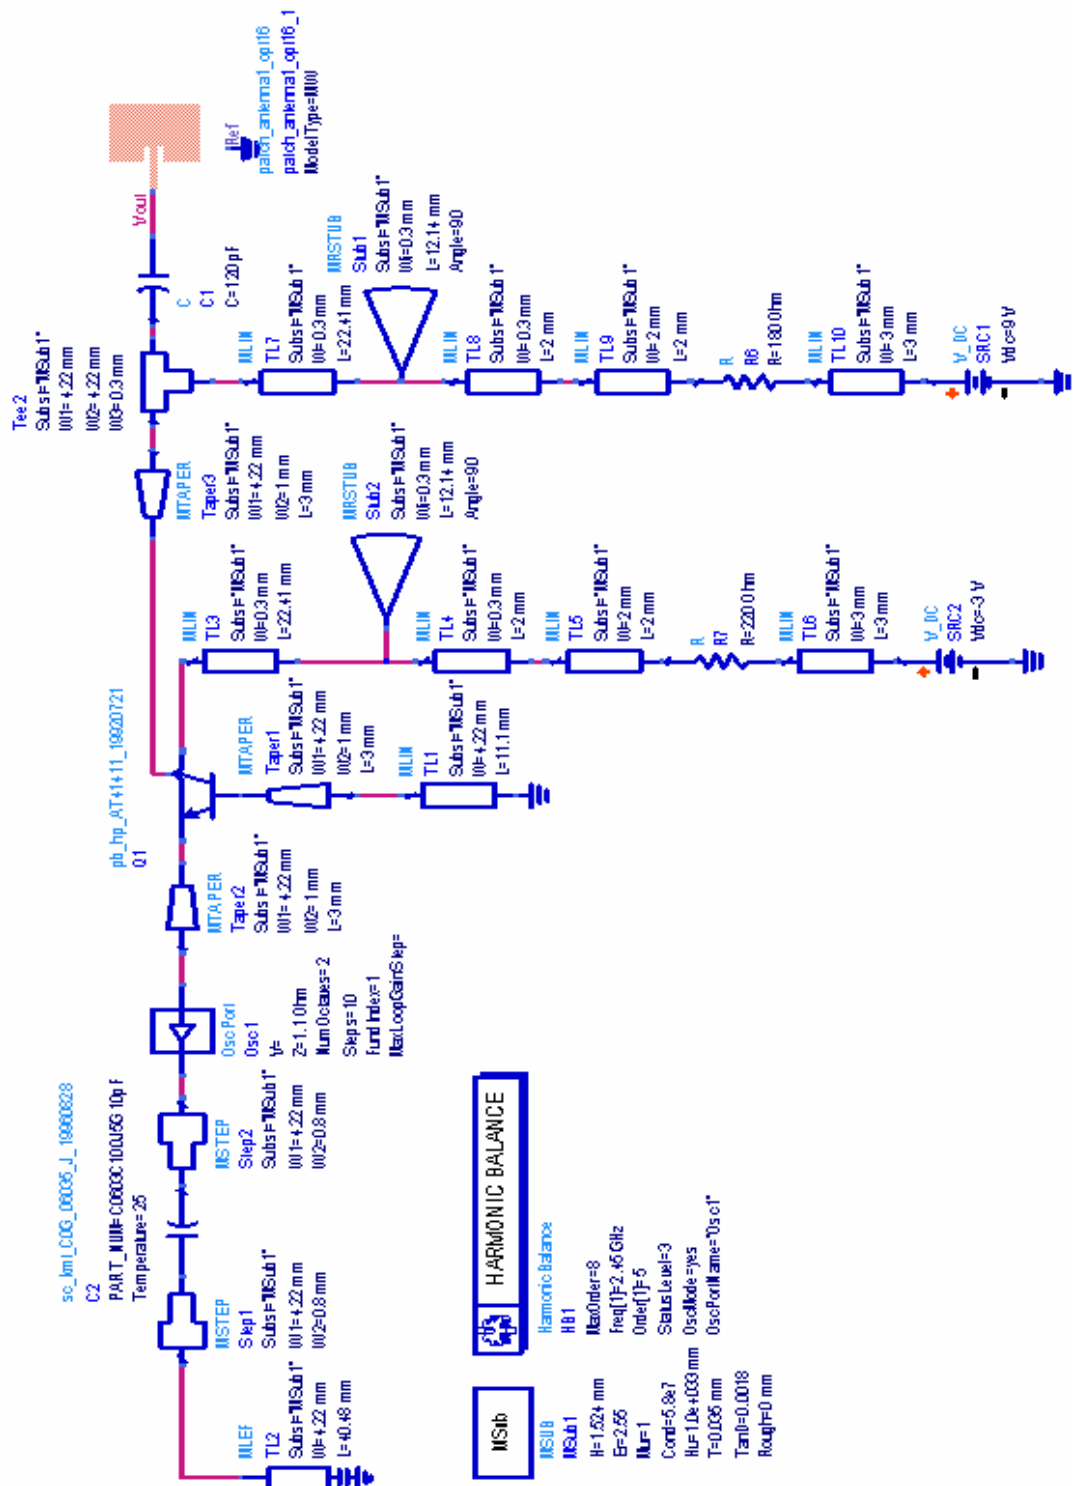 patch_antenna1_opt16
patch_antenna1_opt16_1
ModelType=MW
Ref
Vout
C
C1
C=120 pF
Tee2
Subst="MSub1"
W1=4.22 mm
W2=4.22 mm
W3=0.3 mm
MLIN
TL7
Subst="MSub1"
W=0.3 mm
L=22.41 mm
MRSTUB
Stub1
Subst="MSub1"
Wi=0.3 mm
L=12.14 mm
Angle=90
MLIN
TL8
Subst="MSub1"
W=0.3 mm
L=2 mm
MLIN
TL9
Subst="MSub1"
W=2 mm
L=2 mm
R
R6
R=180 Ohm
MLIN
TL10
Subst="MSub1"
W=3 mm
L=3 mm
V_DC
SRC1
Vdc=9 V
MTAPER
Taper3
Subst="MSub1"
W1=4.22 mm
W2=1 mm
L=3 mm
MLIN
TL3
Subst="MSub1"
W=0.3 mm
L=22.41 mm
MRSTUB
Stub2
Subst="MSub1"
Wi=0.3 mm
L=12.14 mm
Angle=90
MLIN
TL4
Subst="MSub1"
W=0.3 mm
L=2 mm
MLIN
TL5
Subst="MSub1"
W=2 mm
L=2 mm
R
R7
R=220 Ohm
MLIN
TL6
Subst="MSub1"
W=3 mm
L=3 mm
V_DC
SRC2
Vdc=-3 V
pb_hp_AT41411_19920721
Q1
MTAPER
Taper1
Subst="MSub1"
W1=4.22 mm
W2=1 mm
L=3 mm
MLIN
TL1
Subst="MSub1"
W=4.22 mm
L=11.1 mm
MTAPER
Taper2
Subst="MSub1"
W1=4.22 mm
W2=1 mm
L=3 mm
OscPort
Osc1
V=
Z=1.1 Ohm
NumOctaves=2
Steps=10
FundIndex=1
MaxLoopGainStep=
MSTEP
Step2
Subst="MSub1"
W1=4.22 mm
W2=0.8 mm
sc_kmt_C0G_06035_J_19960828
C2
PART_NUM=C0603C100J5G 10pF
Temperature=25
MSTEP
Step1
Subst="MSub1"
W1=4.22 mm
W2=0.8 mm
MLEF
TL2
Subst="MSub1"
W=4.22 mm
L=40.48 mm
HARMONIC BALANCE
HarmonicBalance
HB1
MaxOrder=8
Freq[1]=2.45 GHz
Order[1]=5
StatusLevel=3
OscMode=yes
OscPortName="Osc1"
MSub
MSUB
MSub1
H=1.524 mm
Er=2.55
Mur=1
Cond=5.8e7
Hu=1.0e+033 mm
T=0.035 mm
TanD=0.0018
Rough=0 mm